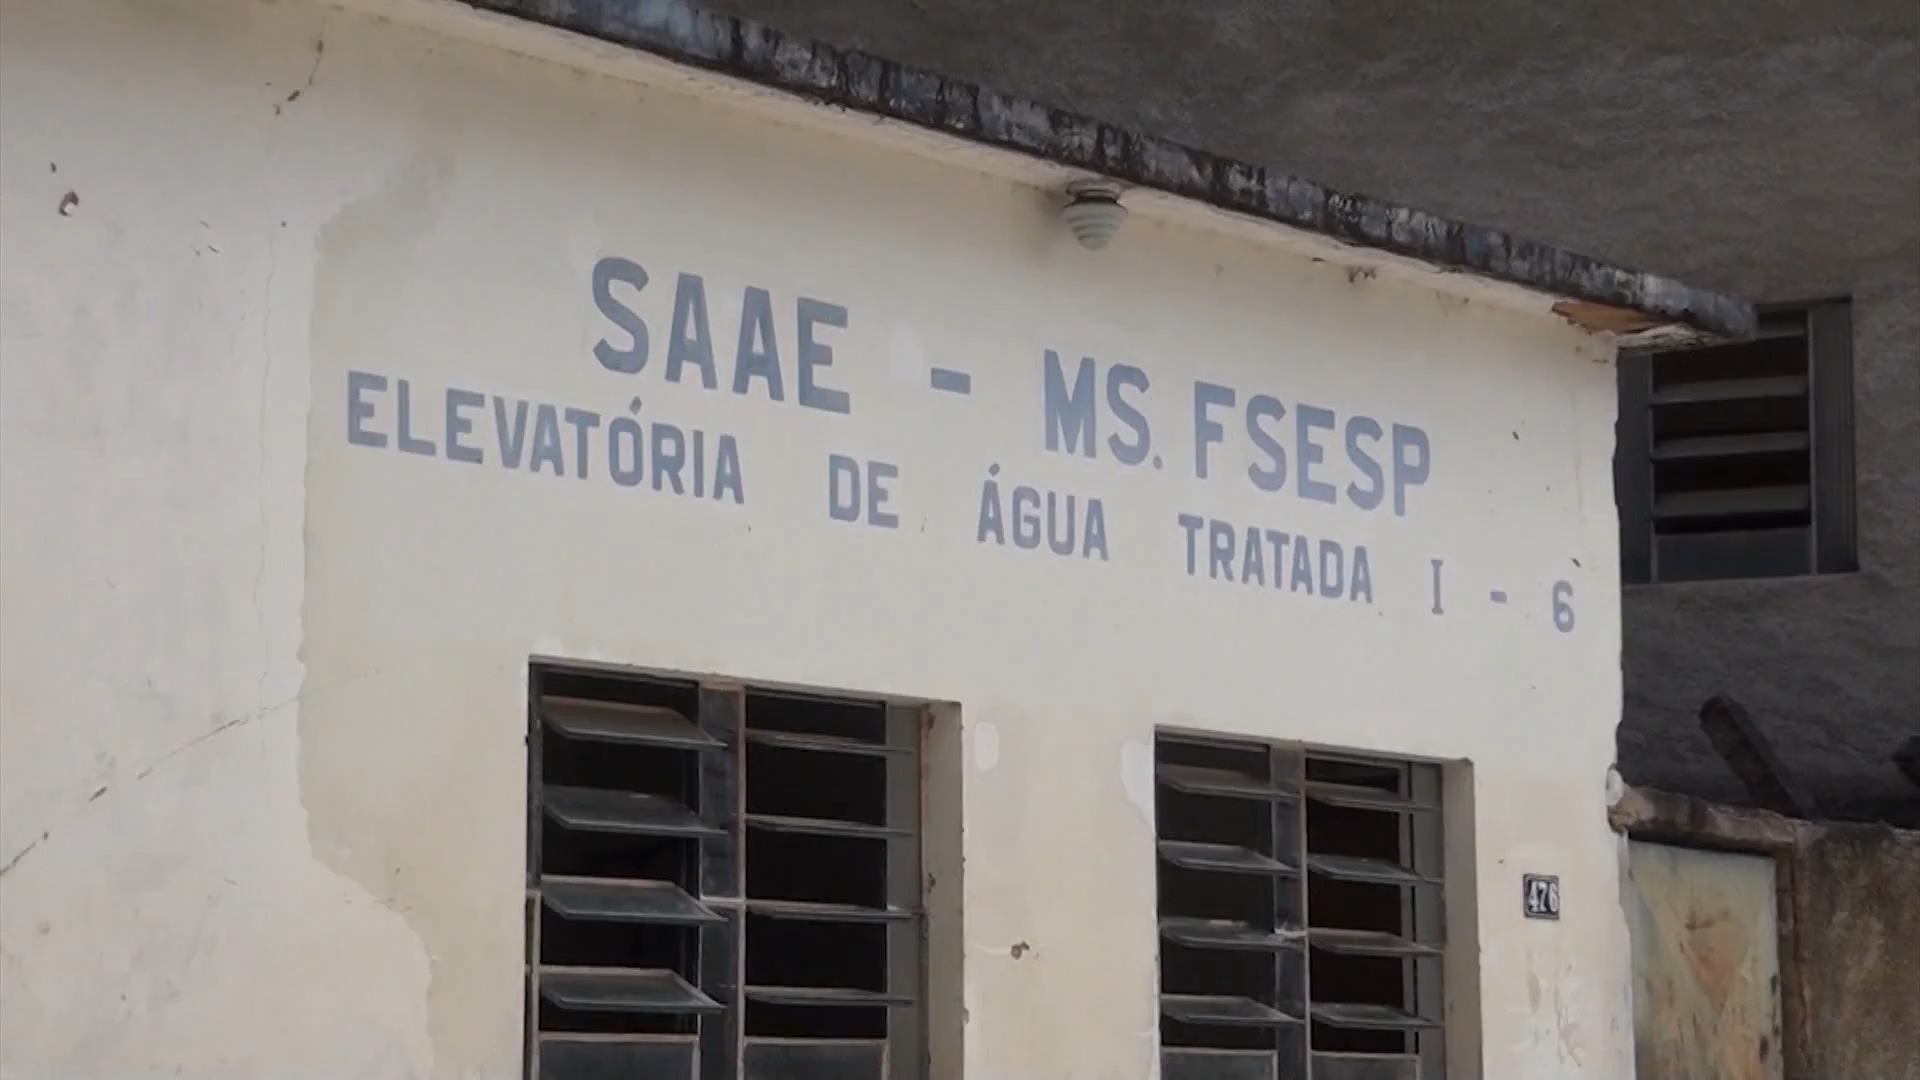 SAAE - MS. FSESP
ELEVATÓRIA DE ÁGUA TRATADA I - 6
476